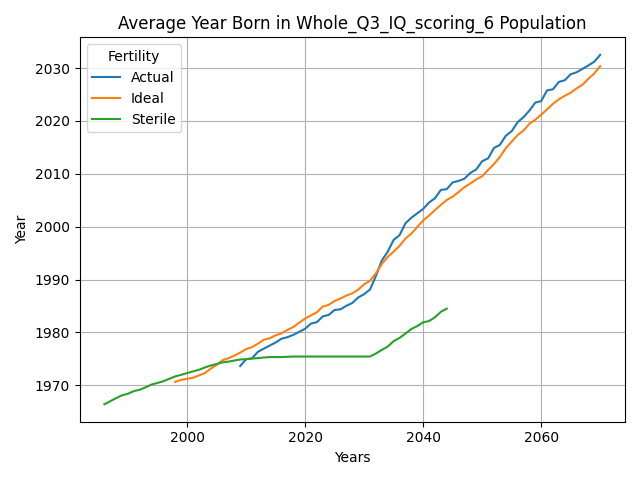 Average Year Born in Whole_Q3_IQ_scoring_6 Population
Fertility
Actual
Ideal
Sterile
2030
2020
2010
2000
1990
1980
1970
Year
2000
2020
2040
2060
Years